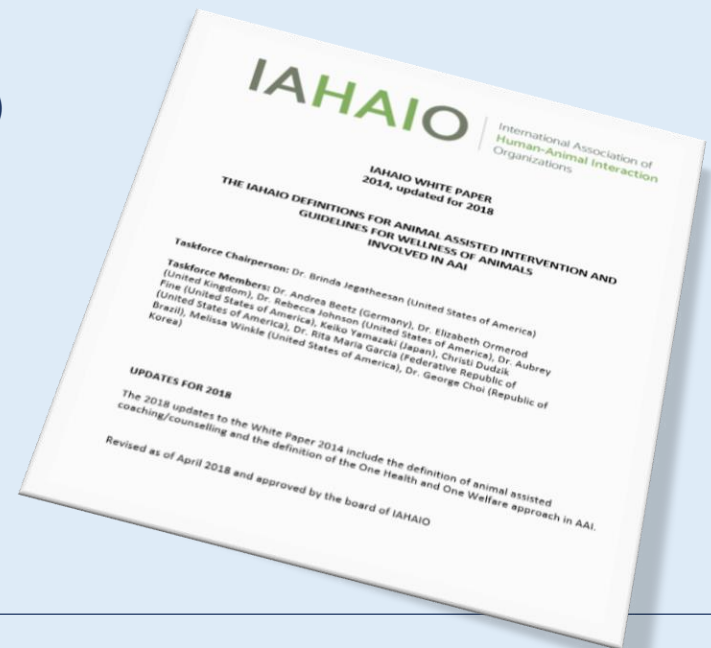 )
IAHAIO
International Association of
Human-Animal Interaction
Organizations
IAHAIO WHITE PAPER
2014, updated for 2018
THE IAHAIO DEFINITIONS FOR ANIMAL ASSISTED INTERVENTION AND
GUIDELINES FOR WELLNESS OF ANIMALS
INVOLVED IN AAI
Taskforce Chairperson: Dr. Brinda Jegatheesan (United States of America)
Taskforce Members: Dr. Andrea Beetz (Germany), Dr. Elizabeth Ormerod
(United Kingdom), Dr. Rebecca Johnson (United States of America), Dr. Aubrey
Fine (United States of America), Keiko Yamazaki (Japan), Christi Dudzik
(United States of America), Dr. Rita Maria Garcia (Federative Republic of
Brazil), Melissa Winkle (United States of America), Dr. George Choi (Republic of
Korea)
UPDATES FOR 2018
The 2018 updates to the White Paper 2014 include the definition of animal assisted
coaching/counselling and the definition of the One Health and One Welfare approach in AAI.
Revised as of April 2018 and approved by the board of IAHAIO